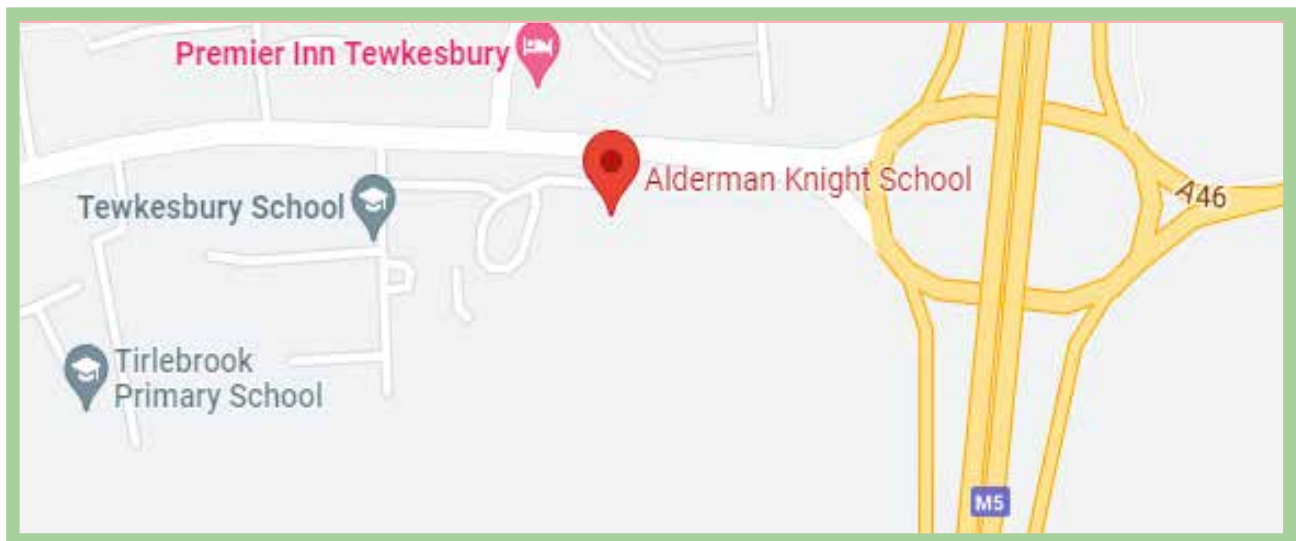 Premier Inn Tewkesbury
Alderman Knight School
A46
Tewkesbury School
Tirlebrook
Primary School
M5